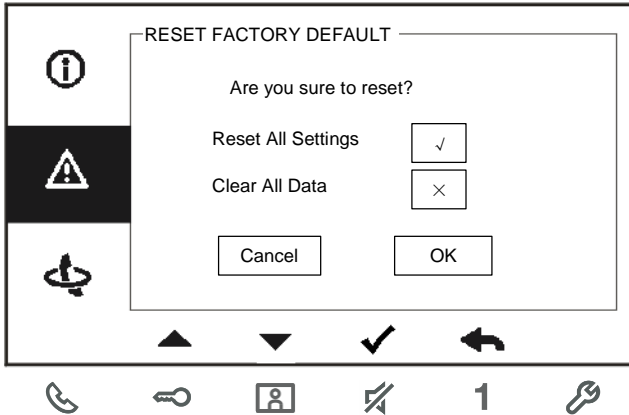 RESET FACTORY DEFAULT
Are you sure to reset?
Reset All Settings √
Clear All Data ×
Cancel OK
1